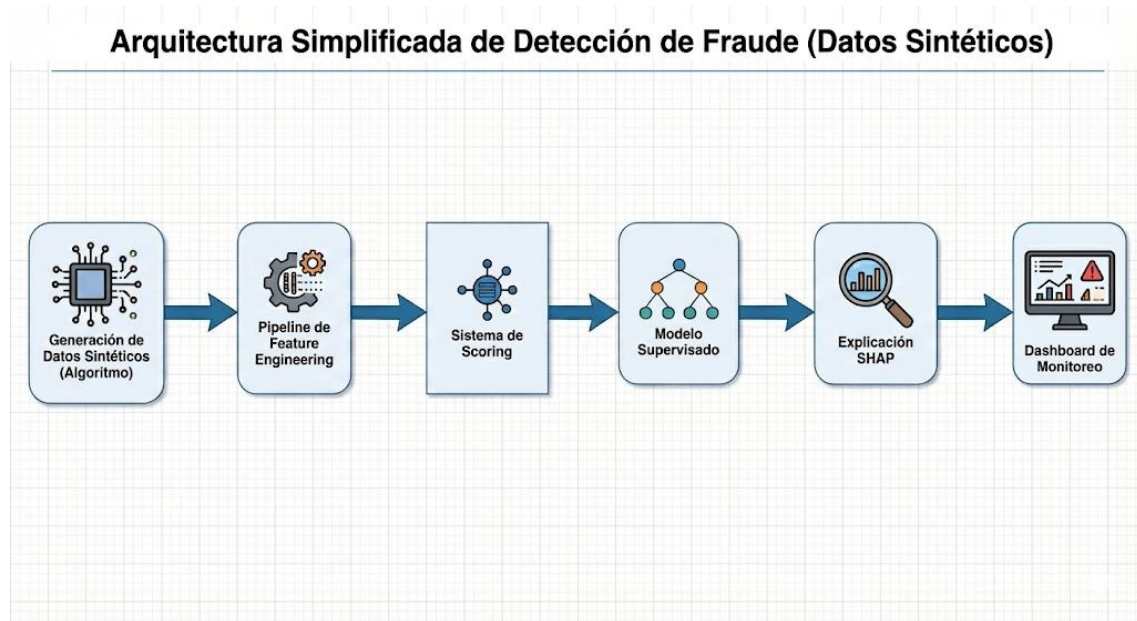 Arquitectura Simplificada de Detección de Fraude (Datos Sintéticos)
Generación de
Datos Sintéticos
(Algoritmo)
Pipeline de
Feature
Engineering
Sistema de
Scoring
Modelo
Supervisado
Explicación
SHAP
Dashboard de
Monitoreo